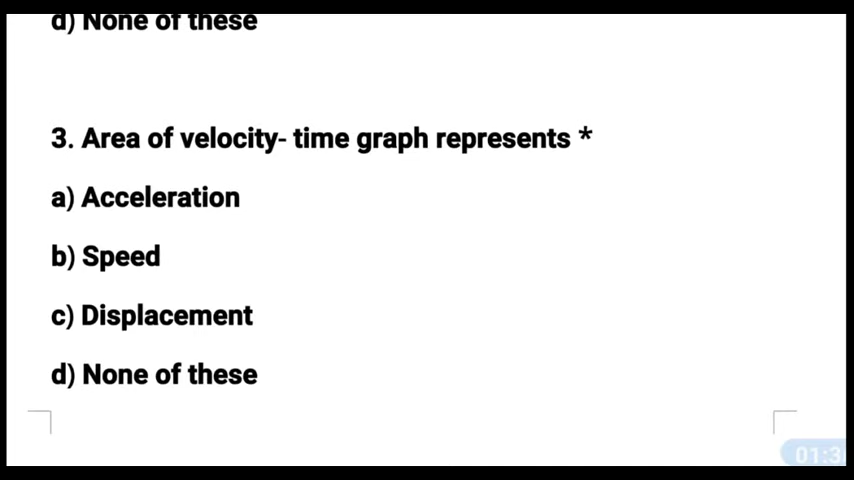 d) None of these
3. Area of velocity- time graph represents *
a) Acceleration
b) Speed
c) Displacement
d) None of these
01:3